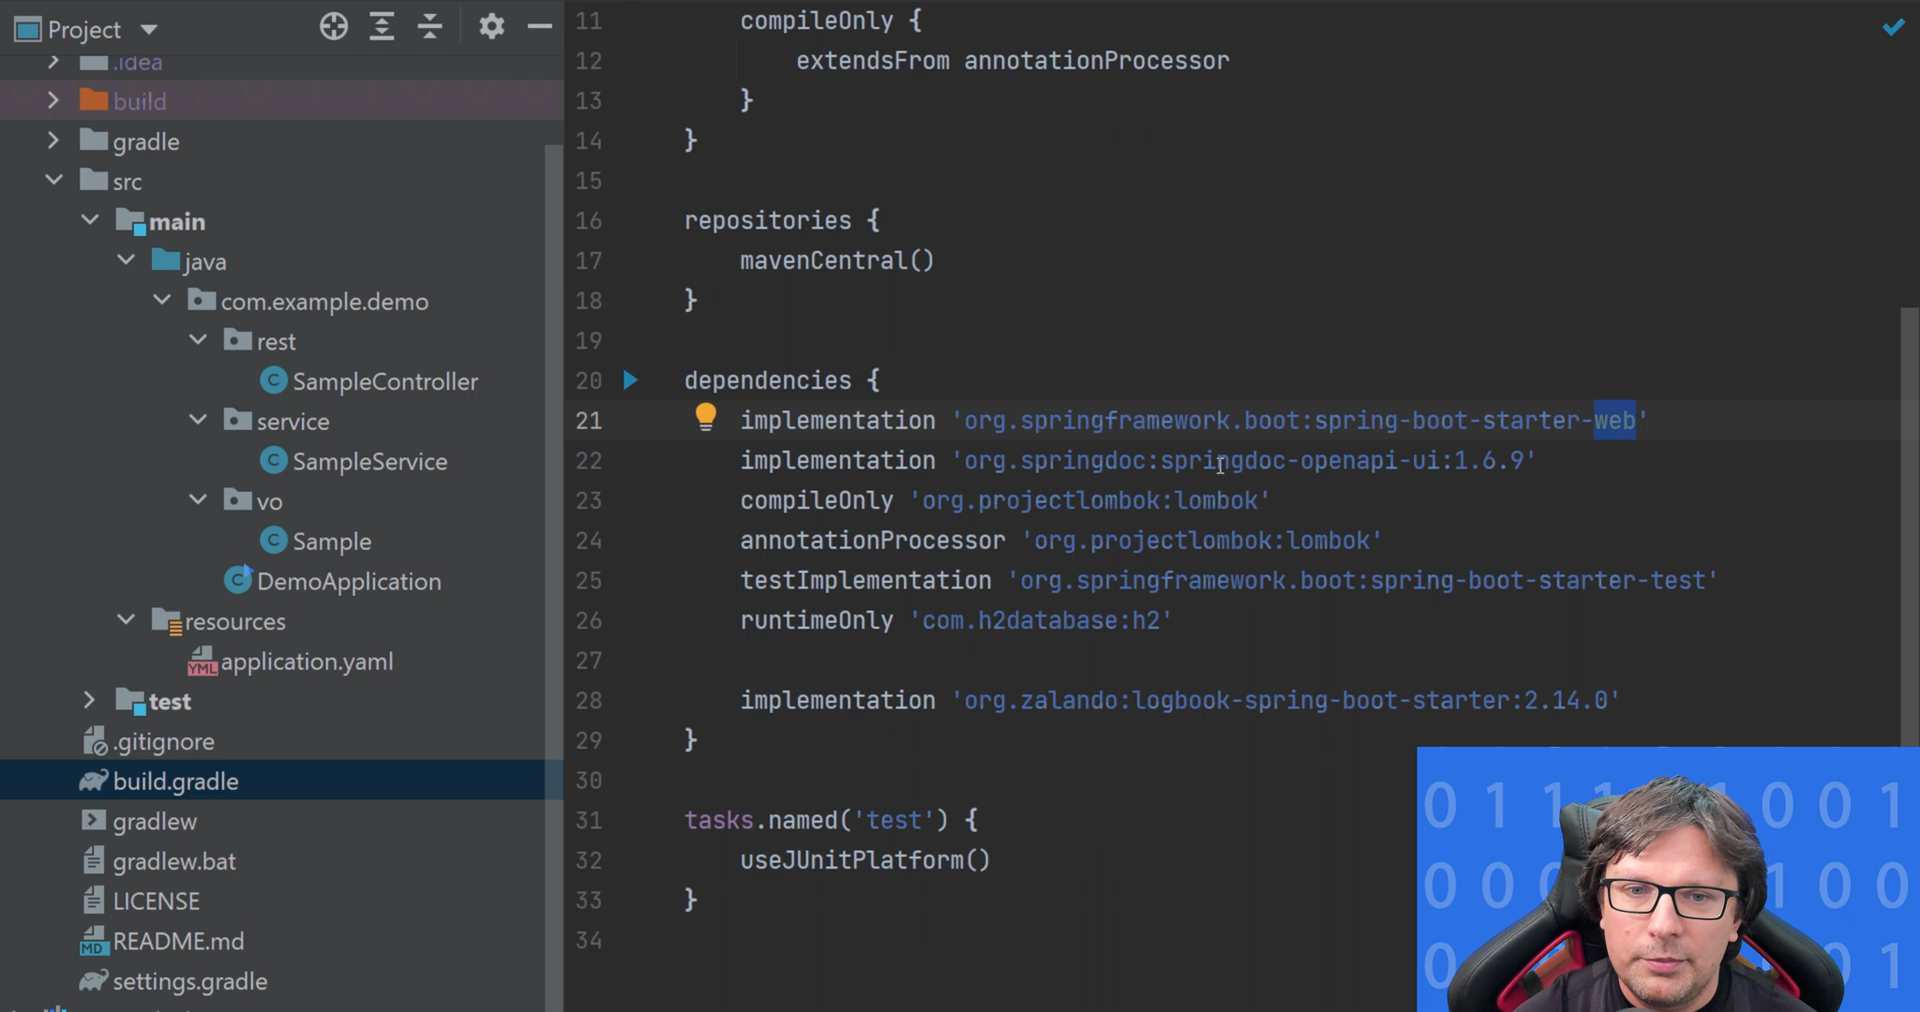 Project
.idea
build
gradle
src
main
java
com.example.demo
rest
SampleController
service
SampleService
vo
Sample
DemoApplication
resources
application.yaml
test
.gitignore
build.gradle
gradlew
gradlew.bat
LICENSE
README.md
settings.gradle
11 compileOnly {
12 extendsFrom annotationProcessor
13 }
14 }
15
16 repositories {
17 mavenCentral()
18 }
19
20 dependencies {
21 implementation 'org.springframework.boot:spring-boot-starter-web'
22 implementation 'org.springdoc:springdoc-openapi-ui:1.6.9'
23 compileOnly 'org.projectlombok:lombok'
24 annotationProcessor 'org.projectlombok:lombok'
25 testImplementation 'org.springframework.boot:spring-boot-starter-test'
26 runtimeOnly 'com.h2database:h2'
27
28 implementation 'org.zalando:logbook-spring-boot-starter:2.14.0'
29 }
30
31 tasks.named('test') {
32 useJUnitPlatform()
33 }
34